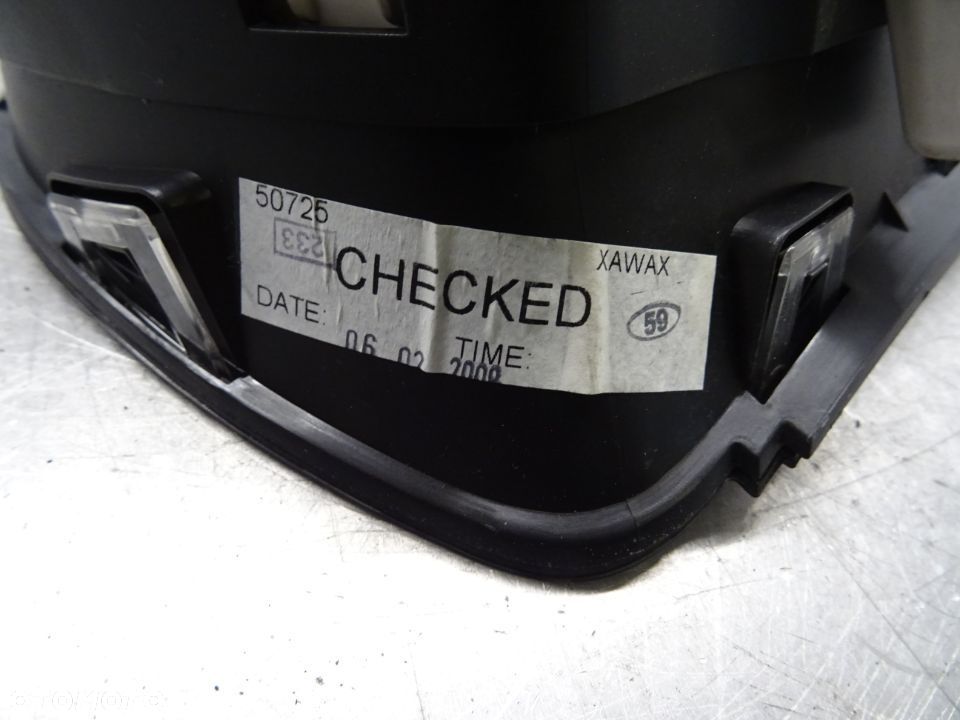 50725
233
XAWAX
CHECKED
59
DATE:
TIME:
06 02 2008